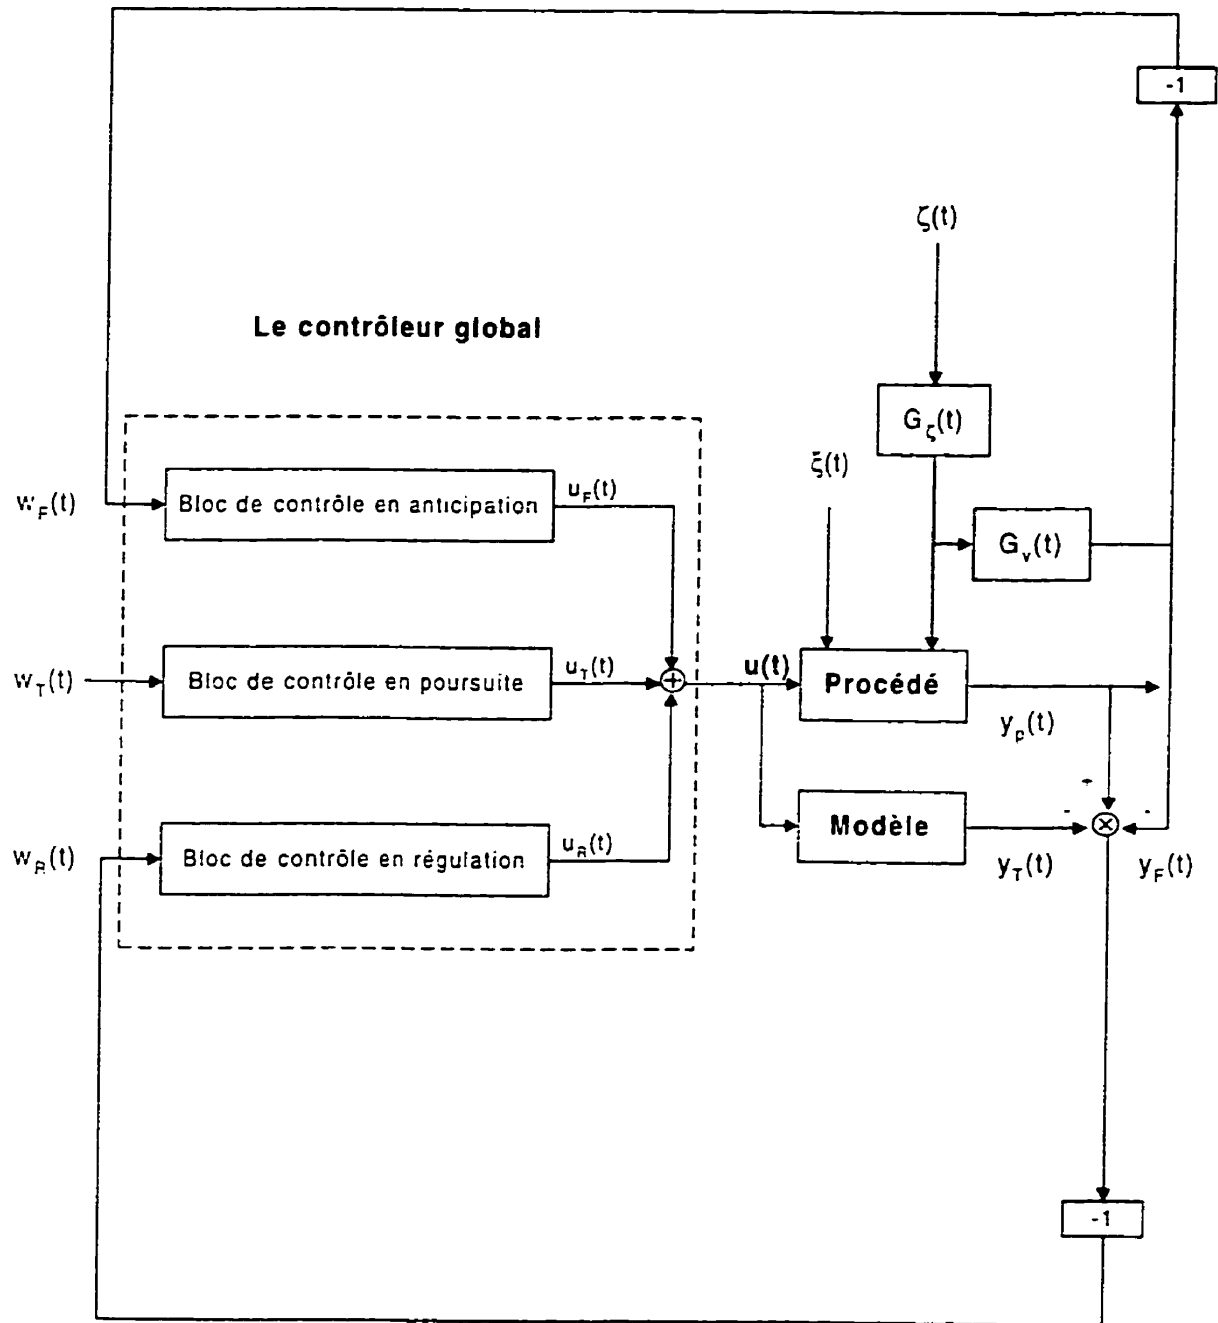 -1
ζ(t)
Le contrôleur global
G_ζ(t)
ξ(t)
w_F(t)
Bloc de contrôle en anticipation
u_F(t)
G_v(t)
w_T(t)
Bloc de contrôle en poursuite
u_T(t)
+
u(t)
Procédé
y_p(t)
+
-
-
Modèle
y_T(t)
y_F(t)
w_R(t)
Bloc de contrôle en régulation
u_R(t)
-1